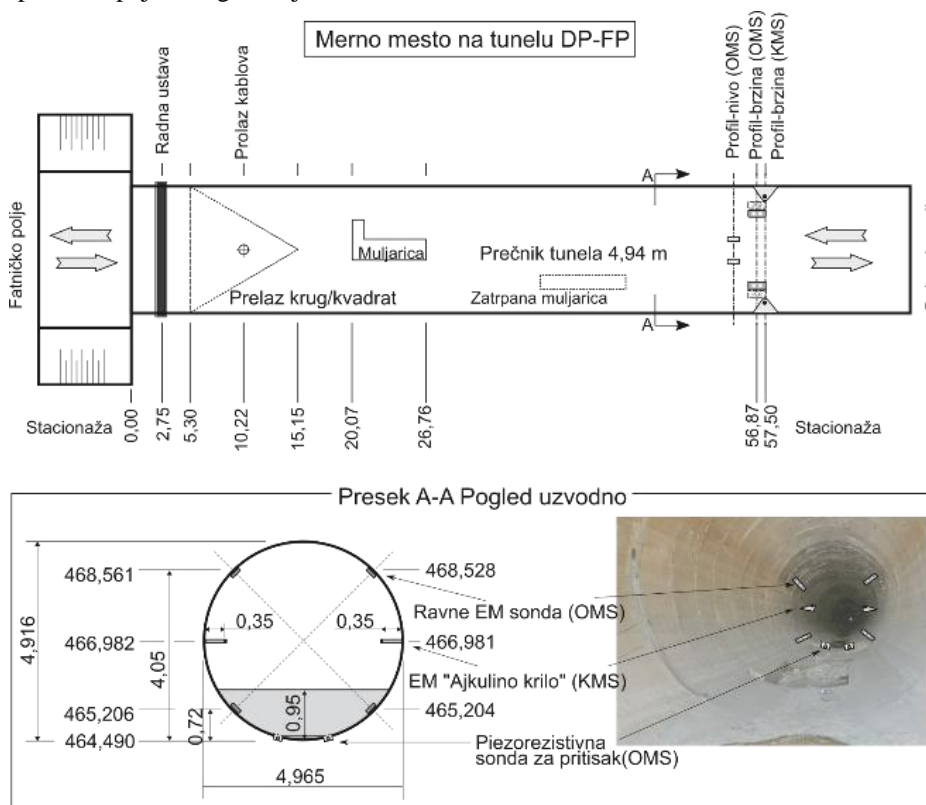 Merno mesto na tunelu DP-FP
Radna ustava
Prolaz kablova
Profil-nivo (OMS)
Profil-brzina (OMS)
Profil-brzina (KMS)
Fatničko polje
A
Muljarica
Prečnik tunela 4,94 m
Prelaz krug/kvadrat
Zatrpana muljarica
A
Stacionaža
0,00
2,75
5,30
10,22
15,15
20,07
26,76
56,87
57,50
Stacionaža
Presek A-A Pogled uzvodno
468,561
468,528
Ravne EM sonda (OMS)
4,916
0,35
0,35
466,982
466,981
4,05
EM "Ajkulino krilo" (KMS)
465,206
465,204
0,72
0,95
464,490
Piezorezistivna
sonda za pritisak(OMS)
4,965